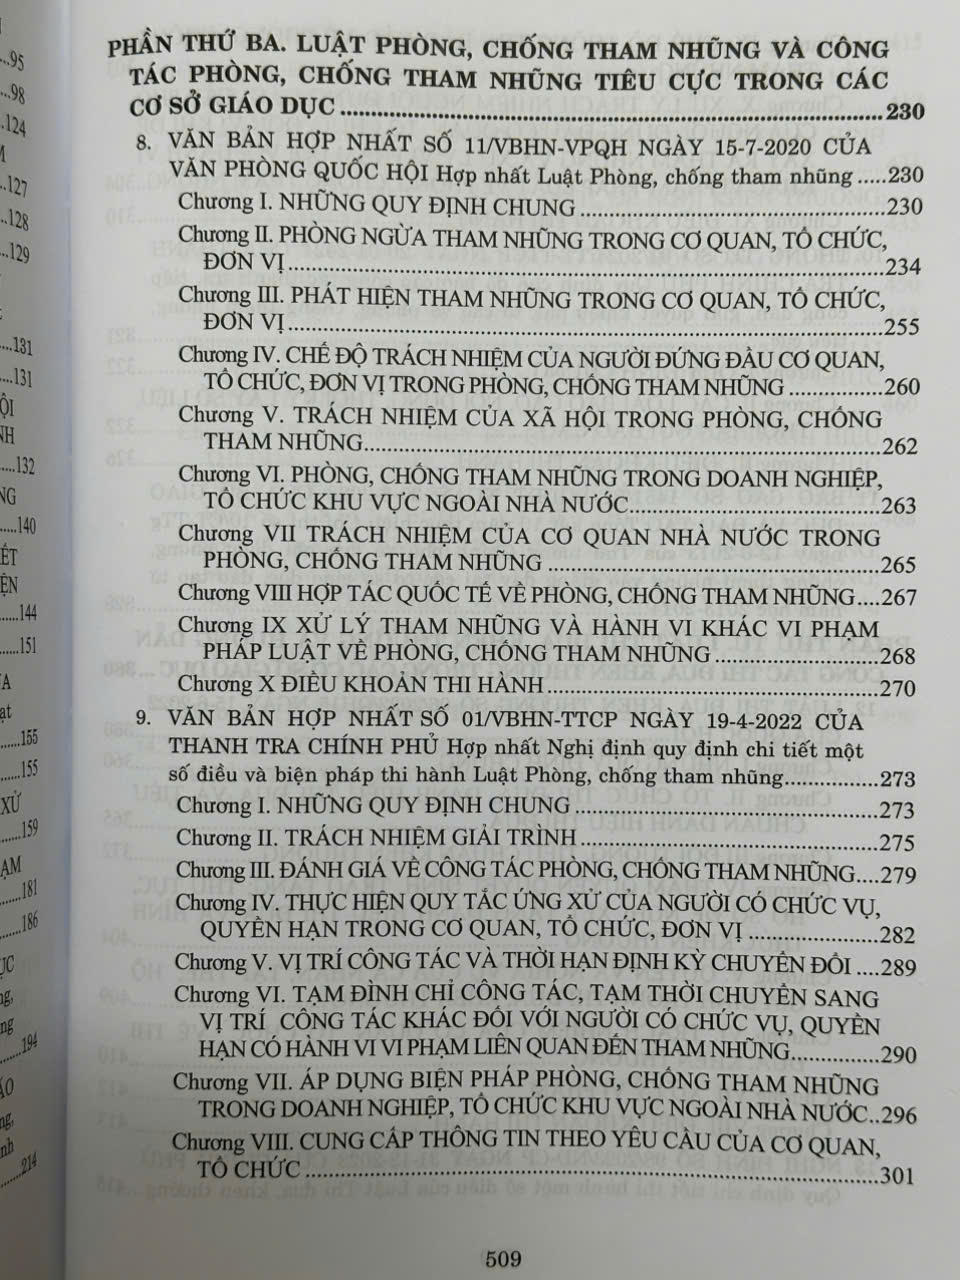 PHẦN THỨ BA. LUẬT PHÒNG, CHỐNG THAM NHŨNG VÀ CÔNG
TÁC PHÒNG, CHỐNG THAM NHŨNG TIÊU CỰC TRONG CÁC
CƠ SỞ GIÁO DỤC ..........230
8. VĂN BẢN HỢP NHẤT SỐ 11/VBHN-VPQH NGÀY 15-7-2020 CỦA
VĂN PHÒNG QUỐC HỘI Hợp nhất Luật Phòng, chống tham nhũng .....230
Chương I. NHỮNG QUY ĐỊNH CHUNG ..........230
Chương II. PHÒNG NGỪA THAM NHŨNG TRONG CƠ QUAN, TỔ CHỨC,
ĐƠN VỊ ..........234
Chương III. PHÁT HIỆN THAM NHŨNG TRONG CƠ QUAN, TỔ CHỨC,
ĐƠN VỊ ..........255
Chương IV. CHẾ ĐỘ TRÁCH NHIỆM CỦA NGƯỜI ĐỨNG ĐẦU CƠ QUAN,
TỔ CHỨC, ĐƠN VỊ TRONG PHÒNG, CHỐNG THAM NHŨNG ..........260
Chương V. TRÁCH NHIỆM CỦA XÃ HỘI TRONG PHÒNG, CHỐNG
THAM NHŨNG..........262
Chương VI. PHÒNG, CHỐNG THAM NHŨNG TRONG DOANH NGHIỆP,
TỔ CHỨC KHU VỰC NGOÀI NHÀ NƯỚC..........263
Chương VII TRÁCH NHIỆM CỦA CƠ QUAN NHÀ NƯỚC TRONG
PHÒNG, CHỐNG THAM NHŨNG ..........265
Chương VIII HỢP TÁC QUỐC TẾ VỀ PHÒNG, CHỐNG THAM NHŨNG....267
Chương IX XỬ LÝ THAM NHŨNG VÀ HÀNH VI KHÁC VI PHẠM
PHÁP LUẬT VỀ PHÒNG, CHỐNG THAM NHŨNG ..........268
Chương X ĐIỀU KHOẢN THI HÀNH..........270
9. VĂN BẢN HỢP NHẤT SỐ 01/VBHN-TTCP NGÀY 19-4-2022 CỦA
THANH TRA CHÍNH PHỦ Hợp nhất Nghị định quy định chi tiết một
số điều và biện pháp thi hành Luật Phòng, chống tham nhũng..........273
Chương I. NHỮNG QUY ĐỊNH CHUNG ..........273
Chương II. TRÁCH NHIỆM GIẢI TRÌNH ..........275
Chương III. ĐÁNH GIÁ VỀ CÔNG TÁC PHÒNG, CHỐNG THAM NHŨNG....279
Chương IV. THỰC HIỆN QUY TẮC ỨNG XỬ CỦA NGƯỜI CÓ CHỨC VỤ,
QUYỀN HẠN TRONG CƠ QUAN, TỔ CHỨC, ĐƠN VỊ ..........282
Chương V. VỊ TRÍ CÔNG TÁC VÀ THỜI HẠN ĐỊNH KỲ CHUYỂN ĐỔI ....289
Chương VI. TẠM ĐÌNH CHỈ CÔNG TÁC, TẠM THỜI CHUYỂN SANG
VỊ TRÍ CÔNG TÁC KHÁC ĐỐI VỚI NGƯỜI CÓ CHỨC VỤ, QUYỀN
HẠN CÓ HÀNH VI VI PHẠM LIÊN QUAN ĐẾN THAM NHŨNG..........290
Chương VII. ÁP DỤNG BIỆN PHÁP PHÒNG, CHỐNG THAM NHŨNG
TRONG DOANH NGHIỆP, TỔ CHỨC KHU VỰC NGOÀI NHÀ NƯỚC..296
Chương VIII. CUNG CẤP THÔNG TIN THEO YÊU CẦU CỦA CƠ QUAN,
TỔ CHỨC ..........301
509